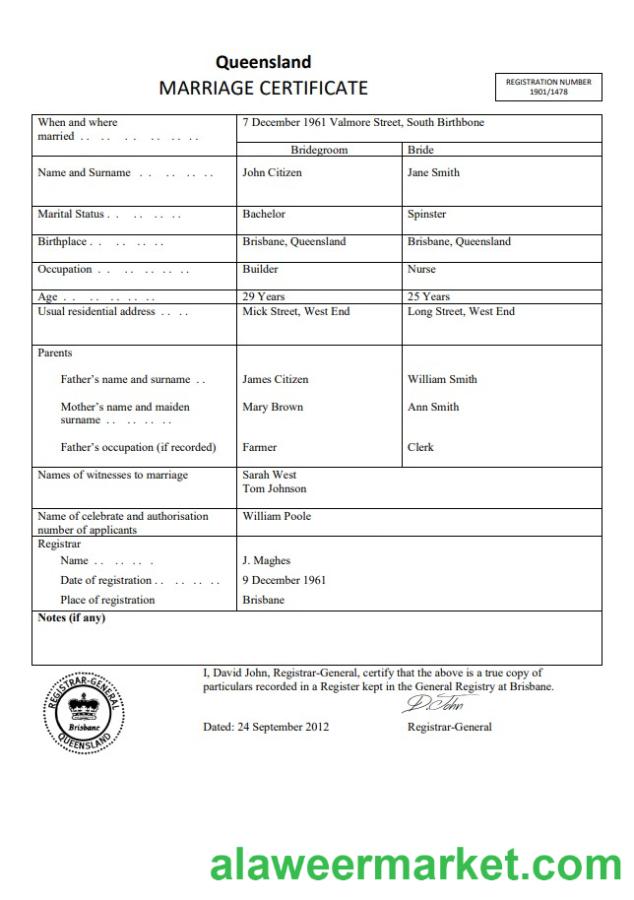 Queensland
MARRIAGE CERTIFICATE
REGISTRATION NUMBER
1901/1478
When and where
married . . . . . . . . . . . .
7 December 1961 Valmore Street, South Birthbone
Bridegroom Bride
Name and Surname . . . . . . . . John Citizen Jane Smith
Marital Status . . . . . . . . Bachelor Spinster
Birthplace . . . . . . . . Brisbane, Queensland Brisbane, Queensland
Occupation . . . . . . . . . . Builder Nurse
Age . . . . . . . . . . 29 Years 25 Years
Usual residential address . . . . Mick Street, West End Long Street, West End
Parents
Father's name and surname . . James Citizen William Smith
Mother's name and maiden Mary Brown Ann Smith
surname . . . . . . . .
Father's occupation (if recorded) Farmer Clerk
Names of witnesses to marriage Sarah West
Tom Johnson
Name of celebrate and authorisation William Poole
number of applicants
Registrar
Name . . . . . . . J. Maghes
Date of registration . . . . . . . . 9 December 1961
Place of registration Brisbane
Notes (if any)
I, David John, Registrar-General, certify that the above is a true copy of
particulars recorded in a Register kept in the General Registry at Brisbane.
REGISTRAR-GENERAL
Brisbane
QUEENSLAND
D.John
Dated: 24 September 2012 Registrar-General
alaweermarket.com